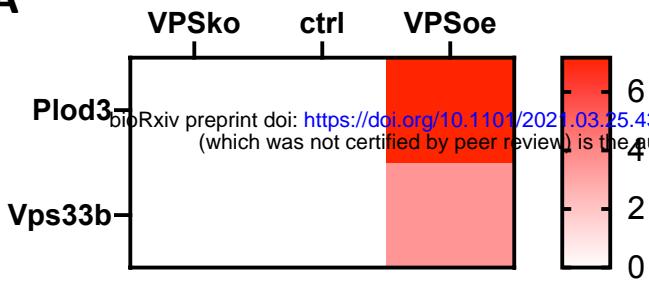 VPSko ctrl VPSoe
Plod3
6
bioRxiv preprint doi: https://doi.org/10.1101/2021.03.25.43
(which was not certified by peer review) is the au
4
Vps33b
2
0